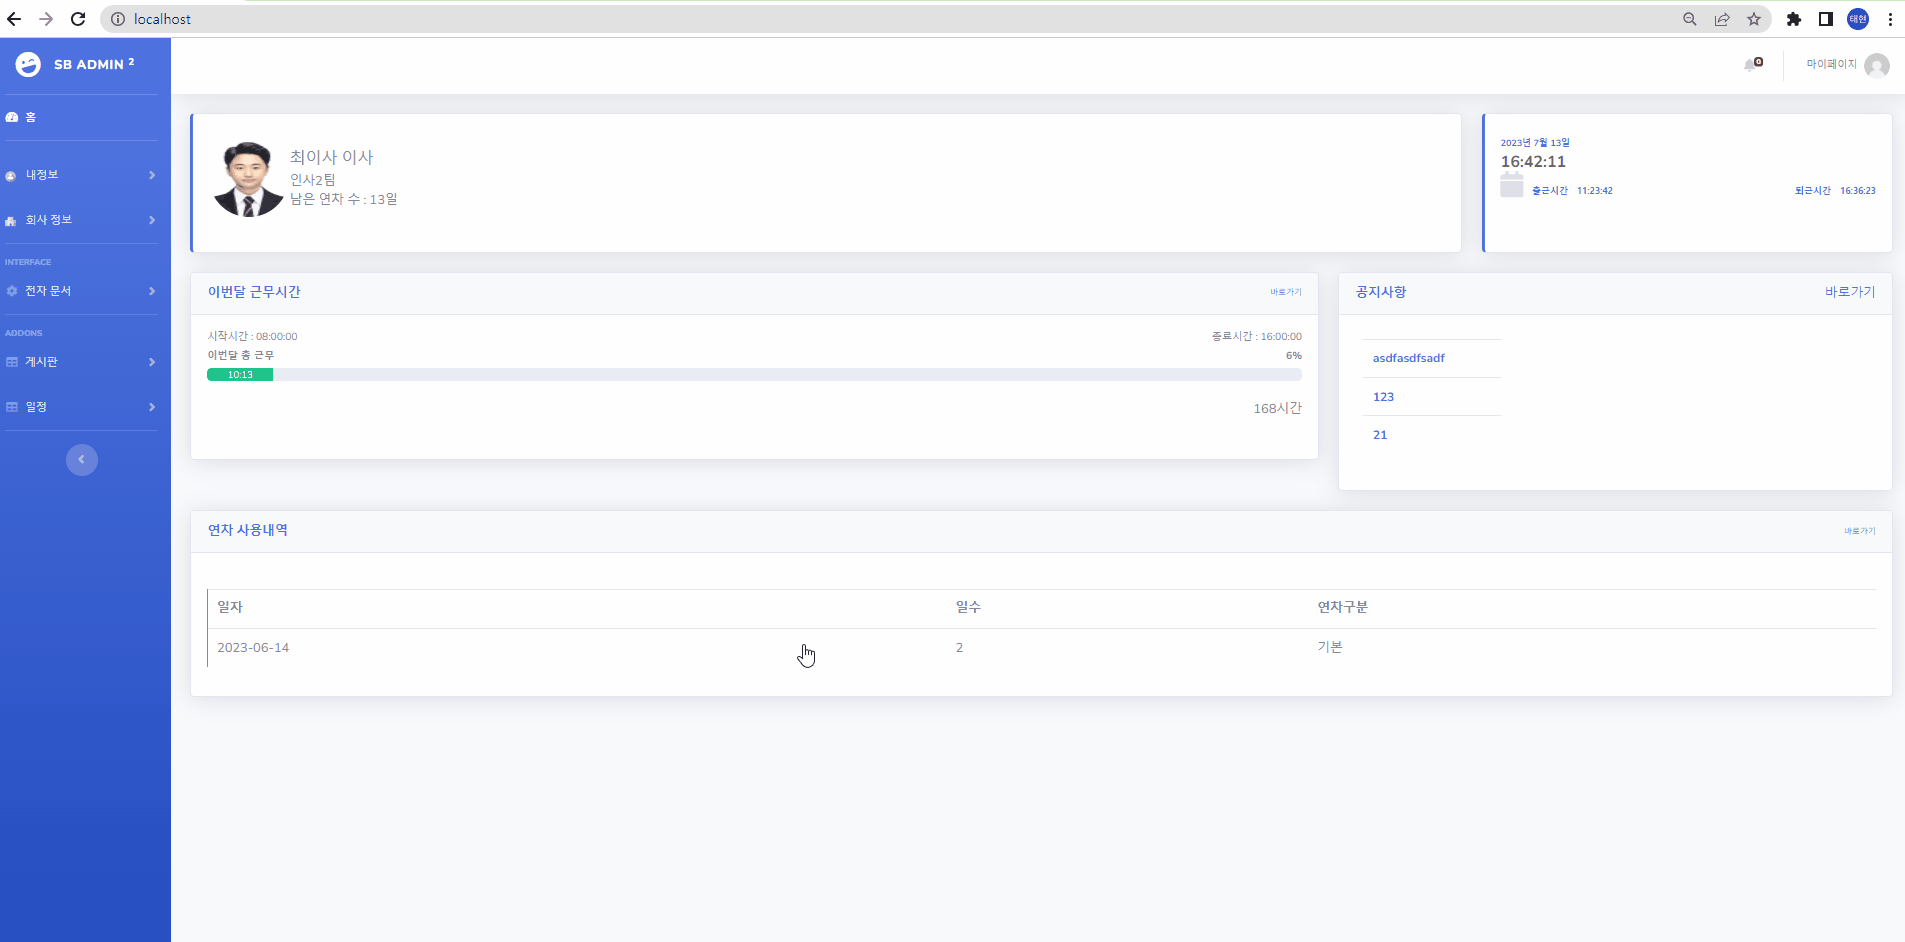 localhost
태현
SB ADMIN 2
0
마이페이지
홈
내정보
회사 정보
INTERFACE
전자 문서
ADDONS
게시판
일정
최이사 이사
인사2팀
남은 연차 수 : 13일
2023년 7월 13일
16:42:11
출근시간 11:23:42 퇴근시간 16:36:23
이번달 근무시간 바로가기
시작시간 : 08:00:00 종료시간 : 16:00:00
이번달 총 근무 6%
10:13
168시간
공지사항 바로가기
asdfasdfsadf
123
21
연차 사용내역 바로가기
일자 일수 연차구분
2023-06-14 2 기본